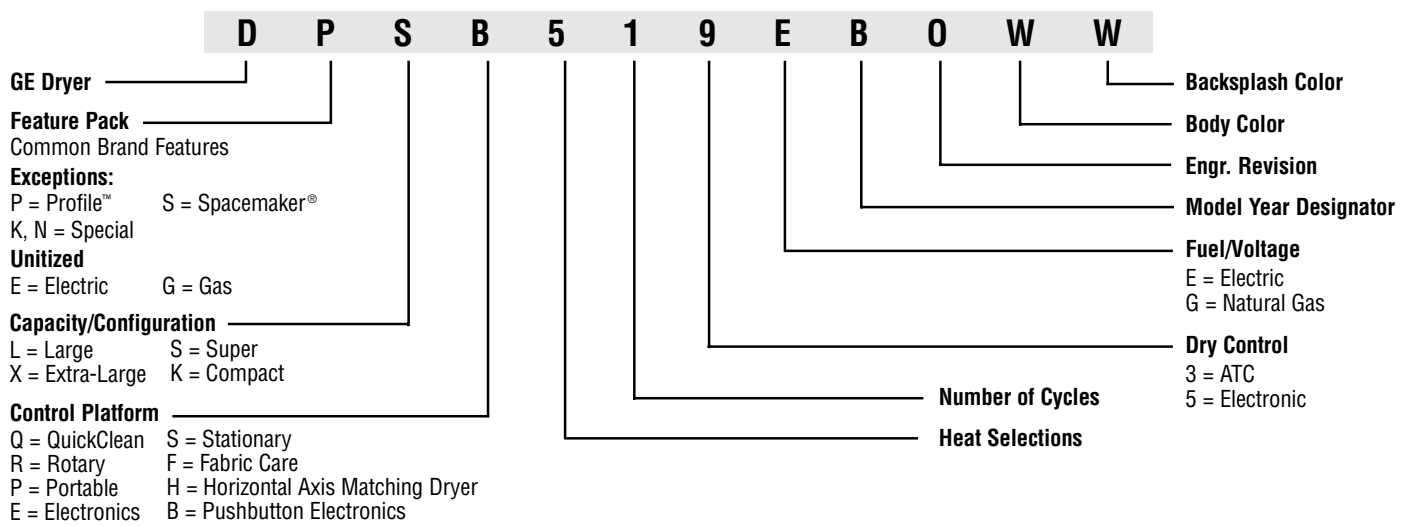 D P S B 5 1 9 E B 0 W W
GE Dryer
Feature Pack
Common Brand Features
Exceptions:
P = Profile™ S = Spacemaker®
K, N = Special
Unitized
E = Electric G = Gas
Capacity/Configuration
L = Large S = Super
X = Extra-Large K = Compact
Control Platform
Q = QuickClean S = Stationary
R = Rotary F = Fabric Care
P = Portable H = Horizontal Axis Matching Dryer
E = Electronics B = Pushbutton Electronics
Number of Cycles
Heat Selections
Backsplash Color
Body Color
Engr. Revision
Model Year Designator
Fuel/Voltage
E = Electric
G = Natural Gas
Dry Control
3 = ATC
5 = Electronic